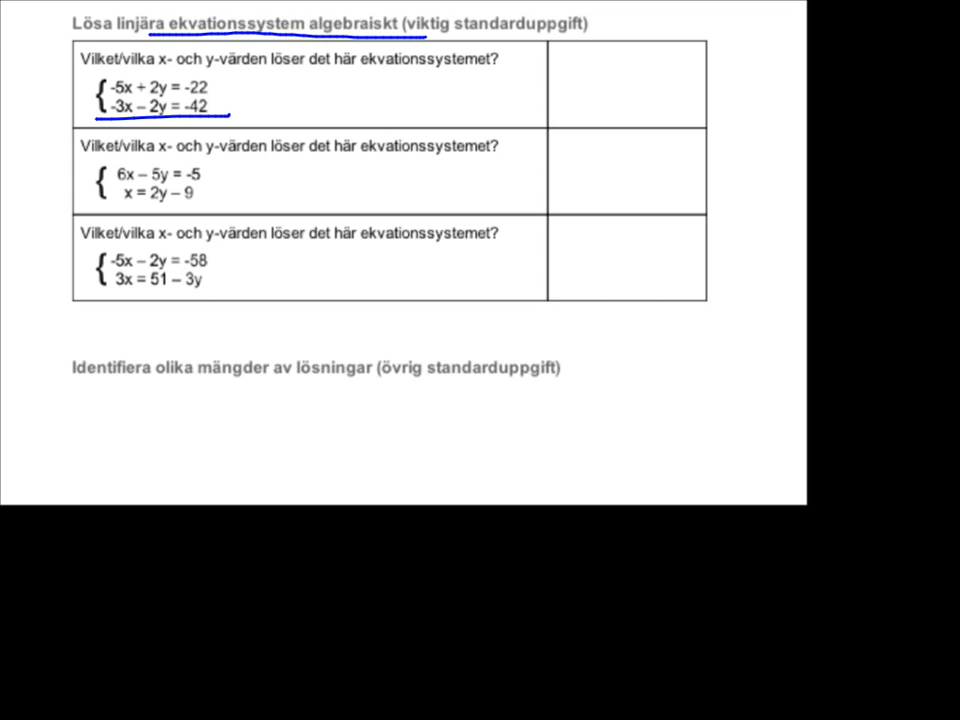 Lösa linjära ekvationssystem algebraiskt (viktig standarduppgift)
Vilket/vilka x- och y-värden löser det här ekvationssystemet?
-5x + 2y = -22
-3x – 2y = -42
Vilket/vilka x- och y-värden löser det här ekvationssystemet?
6x – 5y = -5
x = 2y – 9
Vilket/vilka x- och y-värden löser det här ekvationssystemet?
-5x – 2y = -58
3x = 51 – 3y
Identifiera olika mängder av lösningar (övrig standarduppgift)